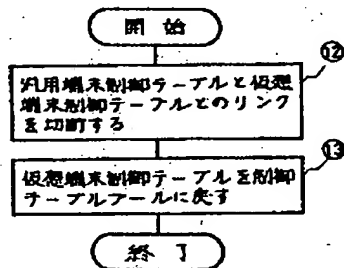 開始
⑫
汎用端末制御テーブルと仮想
端末制御テーブルとのリンク
を切断する
⑬
仮想端末制御テーブルを制御
テーブルプールに戻す
終了